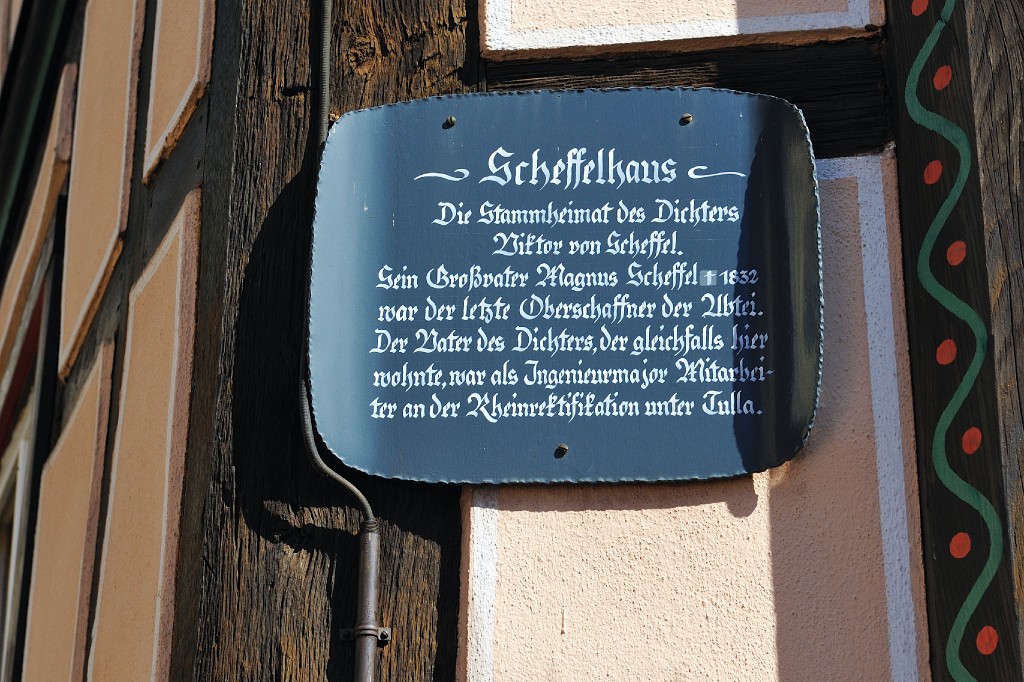 Scheffelhaus
Die Stammheimat des Dichters
Viktor von Scheffel.
Sein Großvater Magnus Scheffel † 1832
war der letzte Oberschaffner der Abtei.
Der Vater des Dichters, der gleichfalls hier
wohnte, war als Ingenieurmajor Mitarbei-
ter an der Rheinrektifikation unter Tulla.